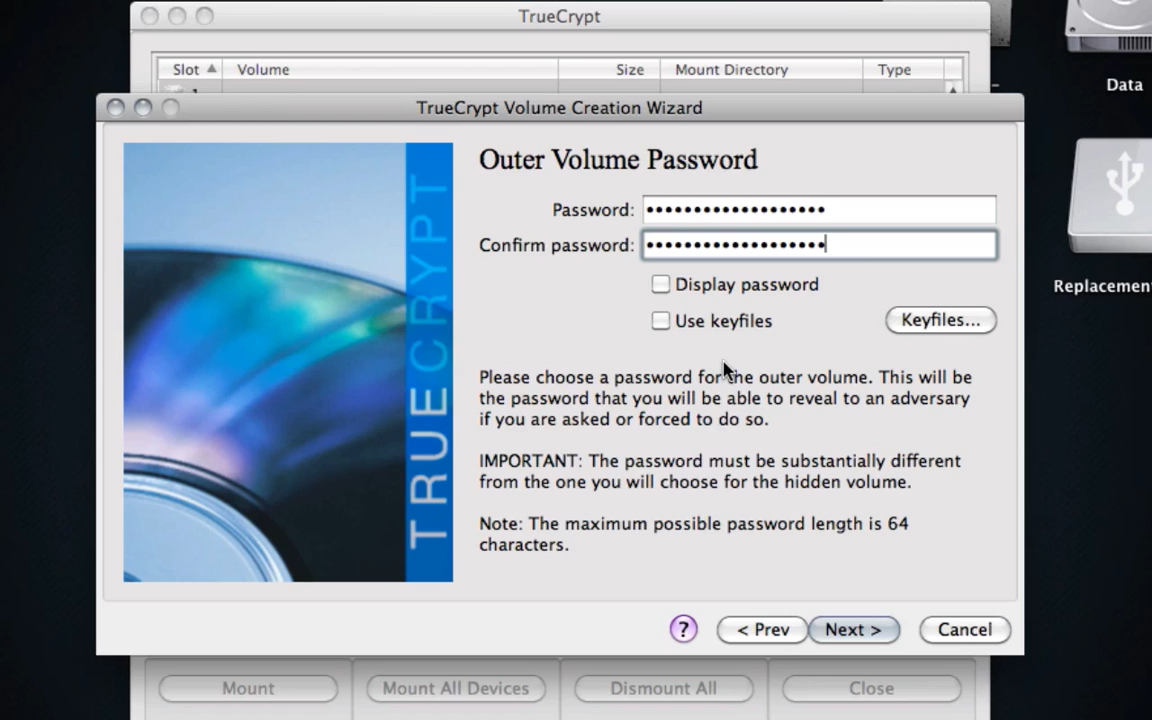 TrueCrypt
Slot Volume Size Mount Directory Type
1
TrueCrypt Volume Creation Wizard
Data
Outer Volume Password
Password:
Confirm password:
Display password
Use keyfiles Keyfiles...
Replacemen
TRUECRYPT
Please choose a password for the outer volume. This will be
the password that you will be able to reveal to an adversary
if you are asked or forced to do so.
IMPORTANT: The password must be substantially different
from the one you will choose for the hidden volume.
Note: The maximum possible password length is 64
characters.
? < Prev Next > Cancel
Mount Mount All Devices Dismount All Close